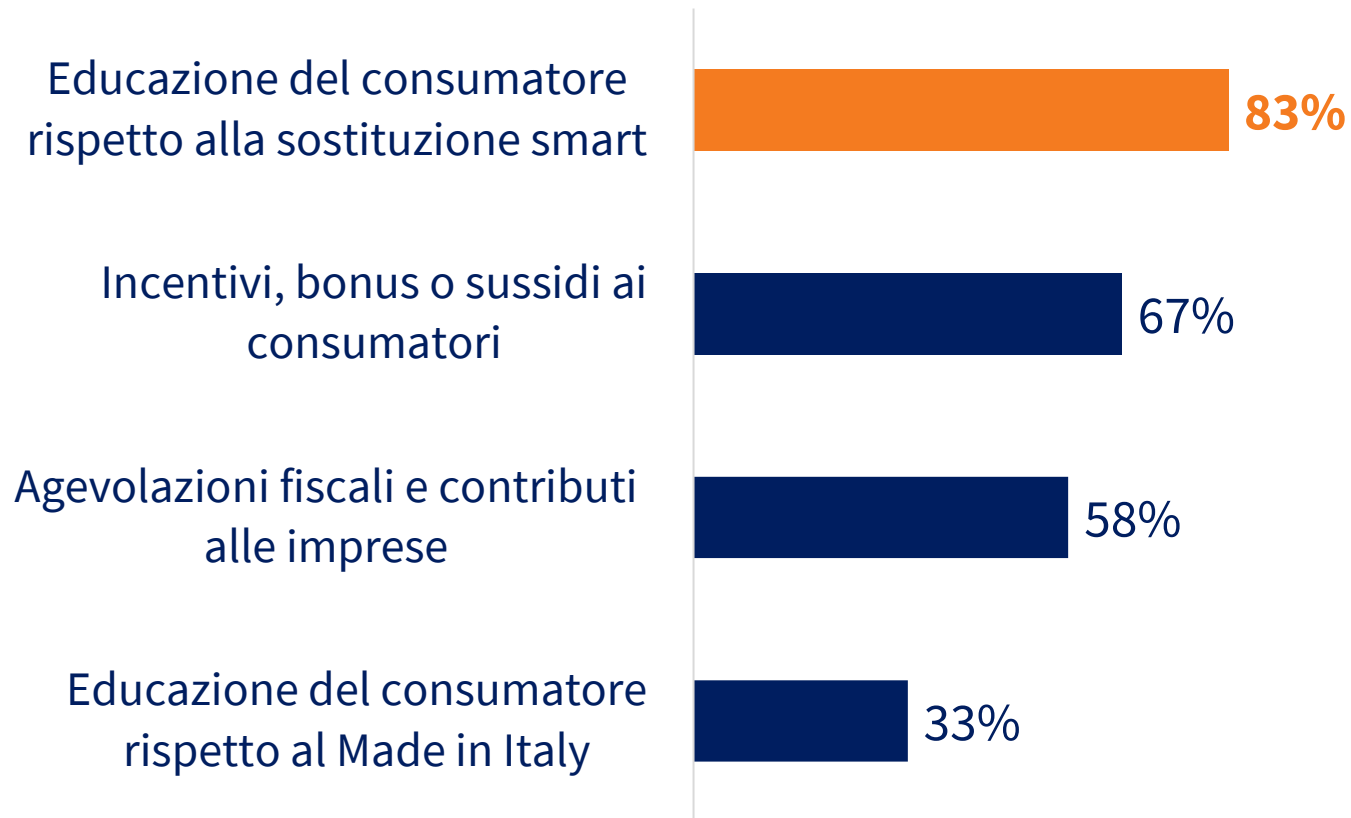 Educazione del consumatore
rispetto alla sostituzione smart
83%
Incentivi, bonus o sussidi ai
consumatori
67%
Agevolazioni fiscali e contributi
alle imprese
58%
Educazione del consumatore
rispetto al Made in Italy
33%